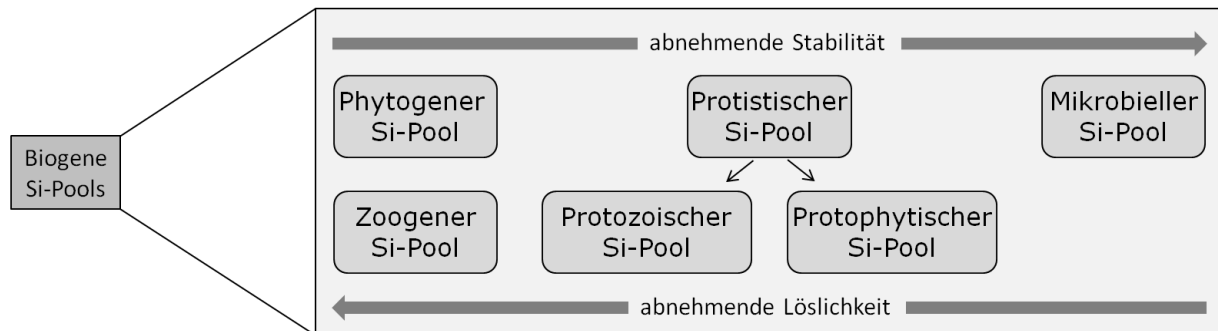 Biogene
Si-Pools
abnehmende Stabilität
Phytogener
Si-Pool
Protistischer
Si-Pool
Mikrobieller
Si-Pool
Zoogener
Si-Pool
Protozoischer
Si-Pool
Protophytischer
Si-Pool
abnehmende Löslichkeit